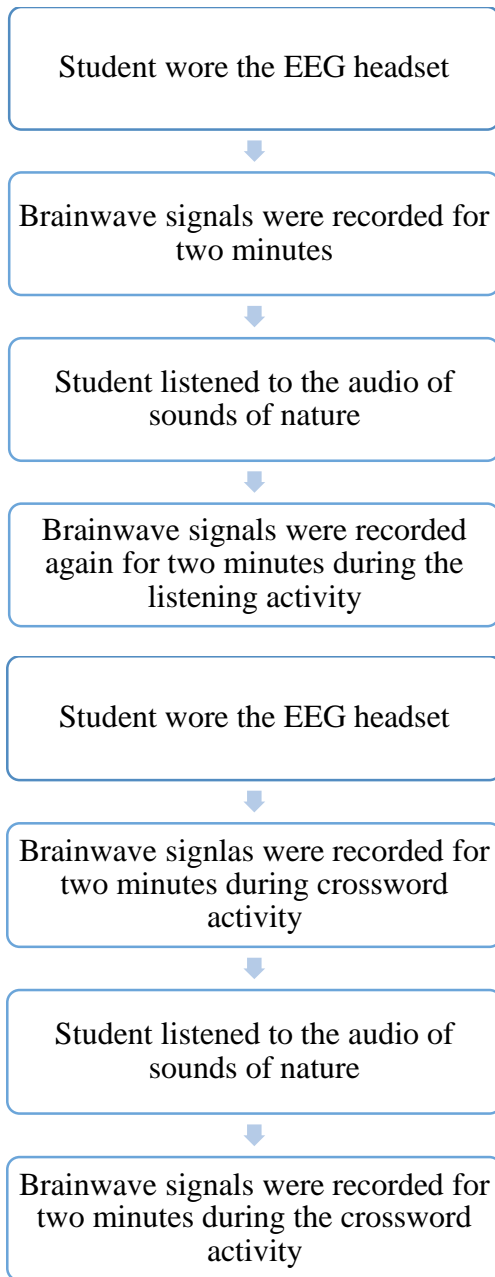 Student wore the EEG headset
Brainwave signals were recorded for
two minutes
Student listened to the audio of
sounds of nature
Brainwave signals were recorded
again for two minutes during the
listening activity
Student wore the EEG headset
Brainwave signlas were recorded for
two minutes during crossword
activity
Student listened to the audio of
sounds of nature
Brainwave signals were recorded for
two minutes during the crossword
activity